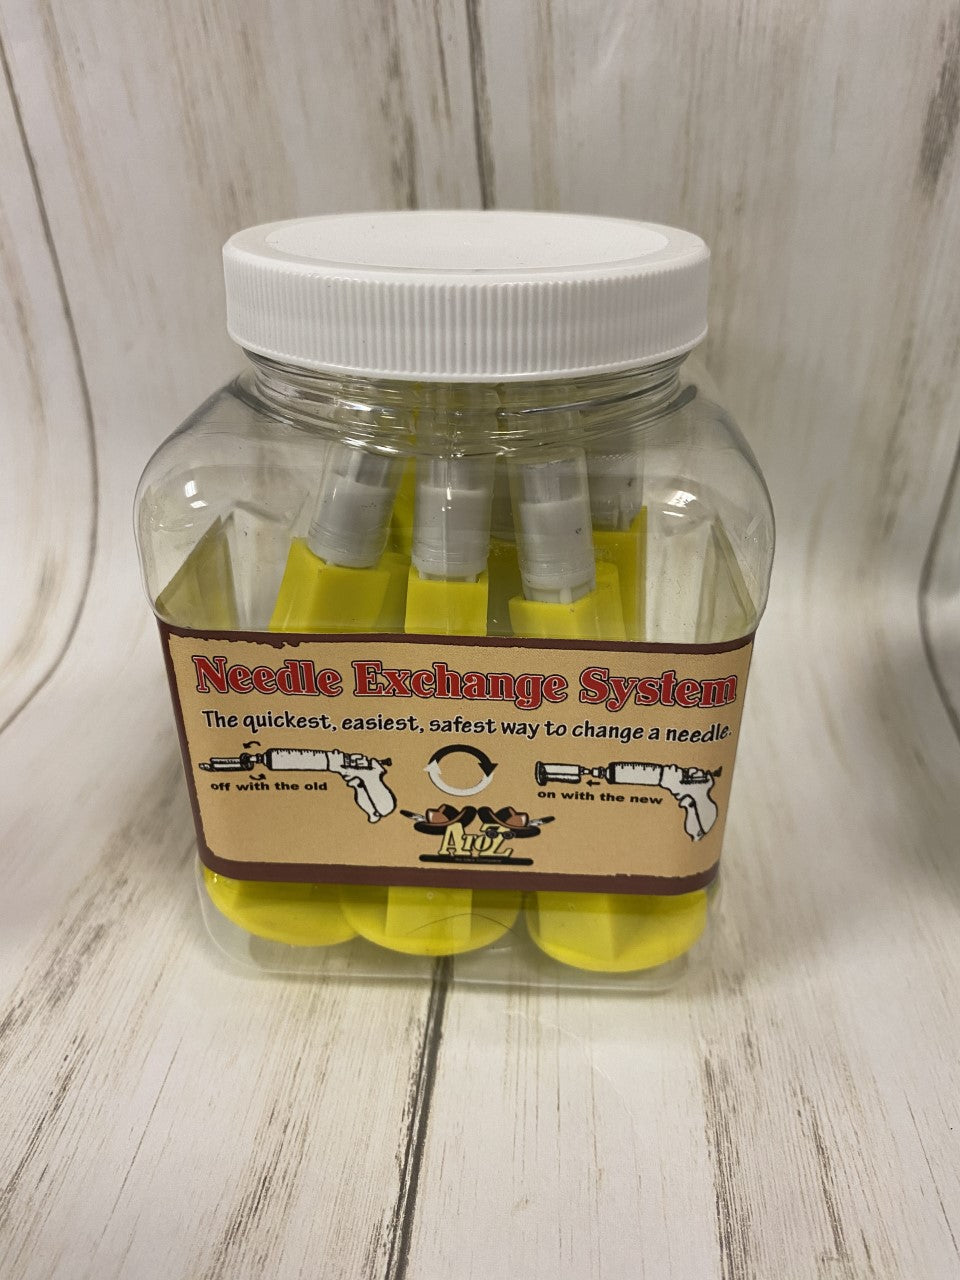 Needle Exchange System
The quickest, easiest, safest way to change a needle.
off with the old
on with the new
A to Z